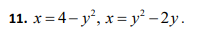 11. x = 4 − y², x = y² − 2y.